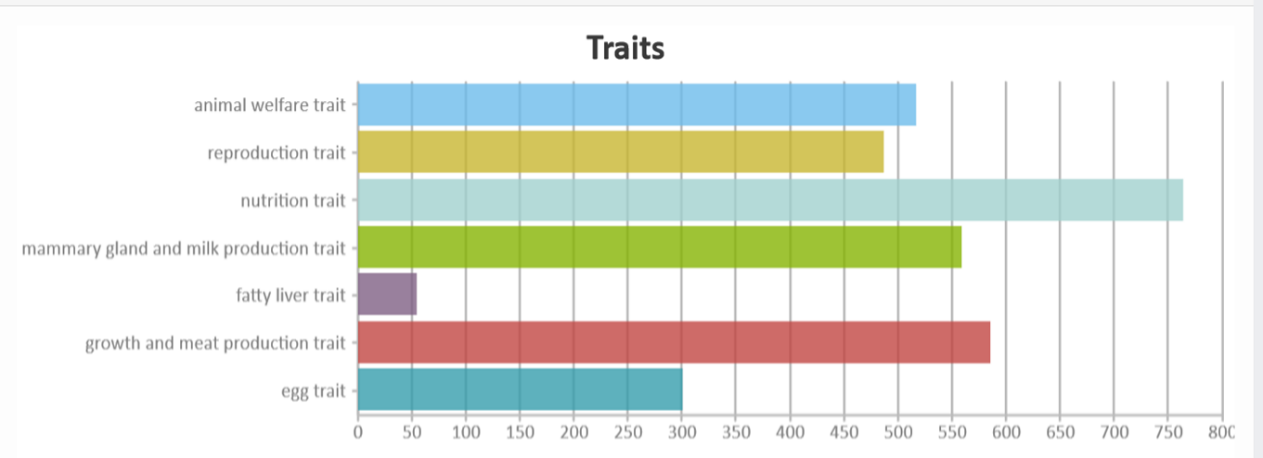 Traits
animal welfare trait
reproduction trait
nutrition trait
mammary gland and milk production trait
fatty liver trait
growth and meat production trait
egg trait
0 50 100 150 200 250 300 350 400 450 500 550 600 650 700 750 800